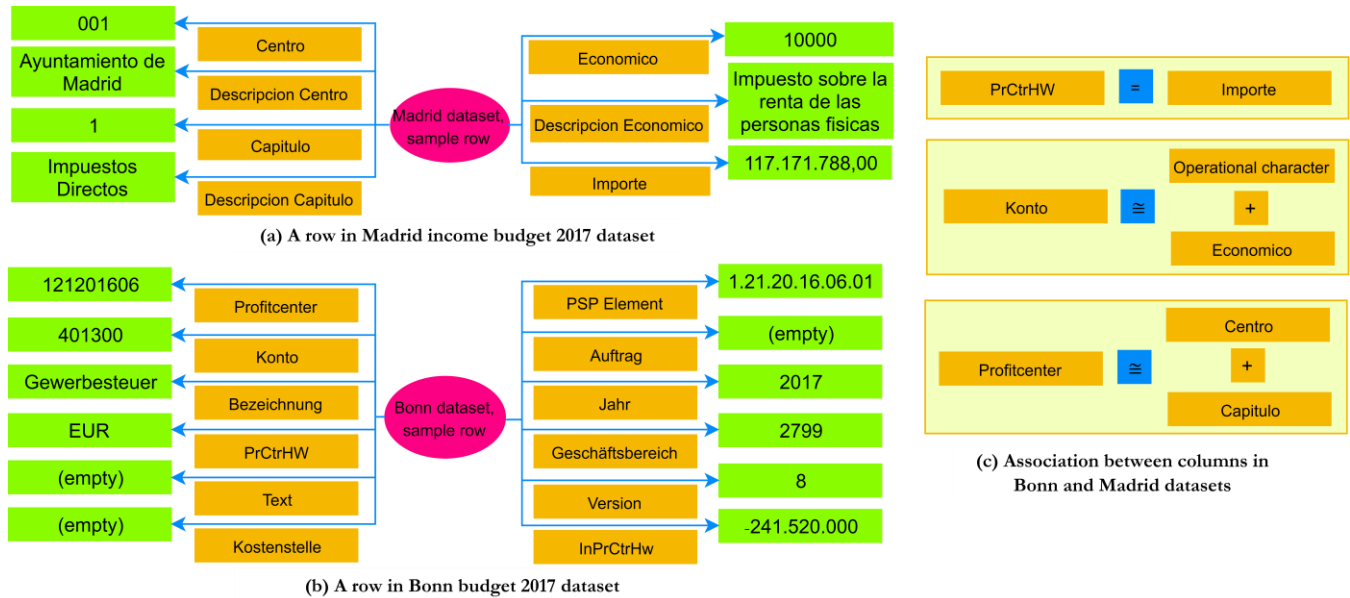 001
Centro
Ayuntamiento de
Madrid
Descripcion Centro
1
Capitulo
Impuestos
Directos
Descripcion Capitulo
Madrid dataset,
sample row
10000
Economico
Impuesto sobre la
renta de las
personas fisicas
Descripcion Economico
117.171.788,00
Importe
(a) A row in Madrid income budget 2017 dataset
121201606
Profitcenter
401300
Konto
Gewerbesteuer
Bezeichnung
EUR
PrCtrHW
(empty)
Text
(empty)
Kostenstelle
Bonn dataset,
sample row
1.21.20.16.06.01
PSP Element
(empty)
Auftrag
2017
Jahr
2799
Geschäftsbereich
8
Version
-241.520.000
InPrCtrHw
(b) A row in Bonn budget 2017 dataset
PrCtrHW = Importe
Operational character
Konto ≅ +
Economico
Centro
Profitcenter ≅ +
Capitulo
(c) Association between columns in
Bonn and Madrid datasets